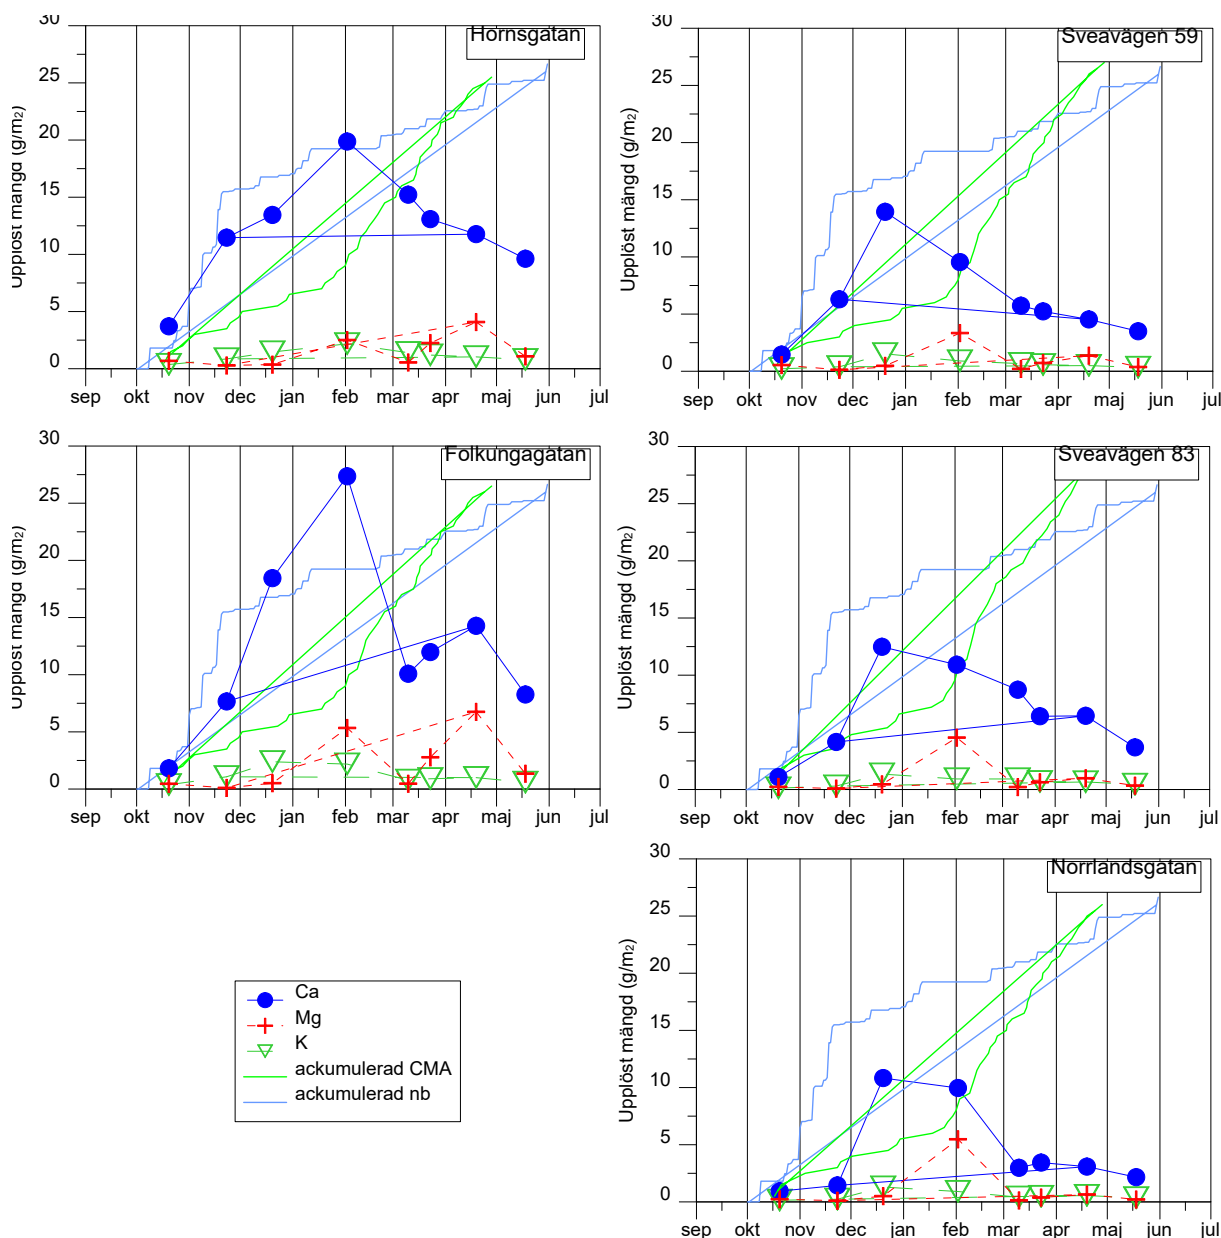 Hornsgatan
30
25
20
15
10
5
0
Upplöst mängd (g/m2)
sep okt nov dec jan feb mar apr maj jun jul
Sveavägen 59
30
25
20
15
10
5
0
Upplöst mängd (g/m2)
sep okt nov dec jan feb mar apr maj jun jul
Folkungagatan
30
25
20
15
10
5
0
Upplöst mängd (g/m2)
sep okt nov dec jan feb mar apr maj jun jul
Sveavägen 83
30
25
20
15
10
5
0
Upplöst mängd (g/m2)
sep okt nov dec jan feb mar apr maj jun jul
Norrlandsgatan
30
25
20
15
10
5
0
Upplöst mängd (g/m2)
sep okt nov dec jan feb mar apr maj jun jul
Ca
Mg
K
ackumulerad CMA
ackumulerad nb